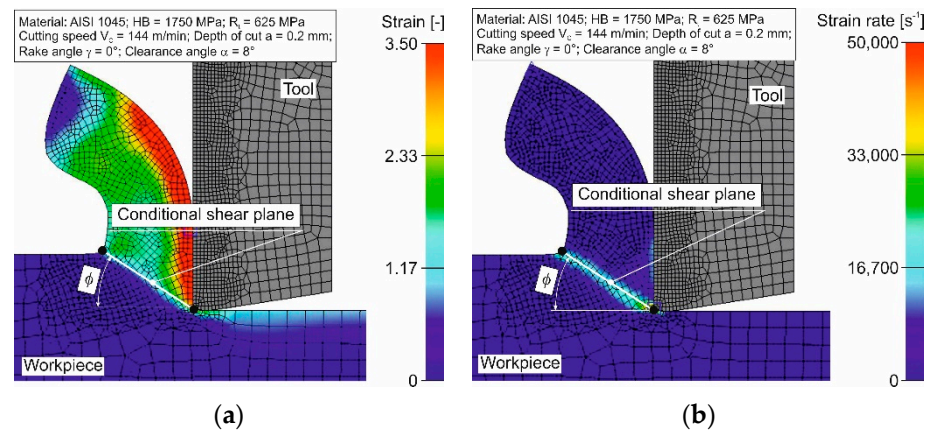 Material: AISI 1045; HB = 1750 MPa; Rₛ = 625 MPa
Cutting speed V_C = 144 m/min; Depth of cut a = 0.2 mm;
Rake angle γ = 0°; Clearance angle α = 8°
Strain [-]
3.50
2.33
1.17
0
Tool
Conditional shear plane
ϕ
Workpiece
(a)
Material: AISI 1045; HB = 1750 MPa; Rₛ = 625 MPa
Cutting speed V_C = 144 m/min; Depth of cut a = 0.2 mm;
Rake angle γ = 0°; Clearance angle α = 8°
Strain rate [s⁻¹]
50,000
33,000
16,700
0
Tool
Conditional shear plane
ϕ
Workpiece
(b)